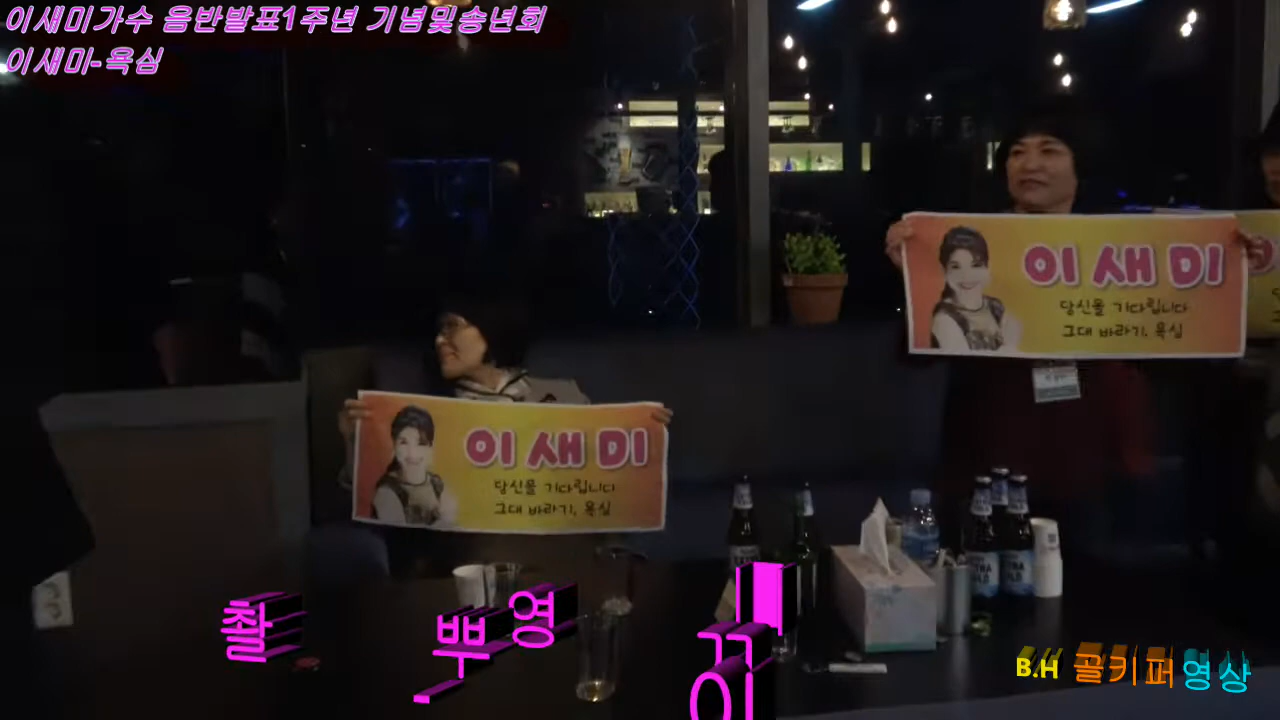 이새미가수 음반발표1주년 기념및송년회
이새미-욕심
이 새 미
당신을 기다립니다
그대 바라기, 욕심
이 새 미
당신을 기다립니다
그대 바라기, 욕심
촬 영
B.H 골키퍼영상